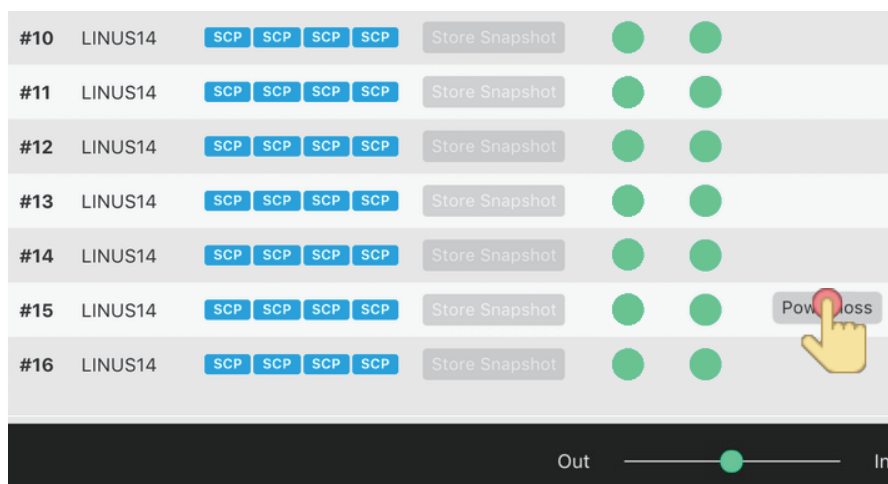 #10 LINUS14 SCP SCP SCP SCP Store Snapshot
#11 LINUS14 SCP SCP SCP SCP Store Snapshot
#12 LINUS14 SCP SCP SCP SCP Store Snapshot
#13 LINUS14 SCP SCP SCP SCP Store Snapshot
#14 LINUS14 SCP SCP SCP SCP Store Snapshot
#15 LINUS14 SCP SCP SCP SCP Store Snapshot
#16 LINUS14 SCP SCP SCP SCP Store Snapshot
Out In